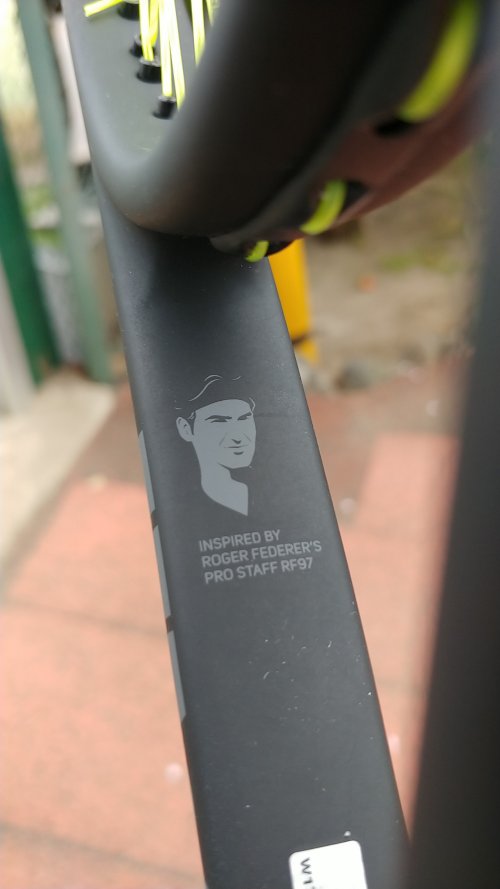 INSPIRED BY
ROGER FEDERER'S
PRO STAFF RF97